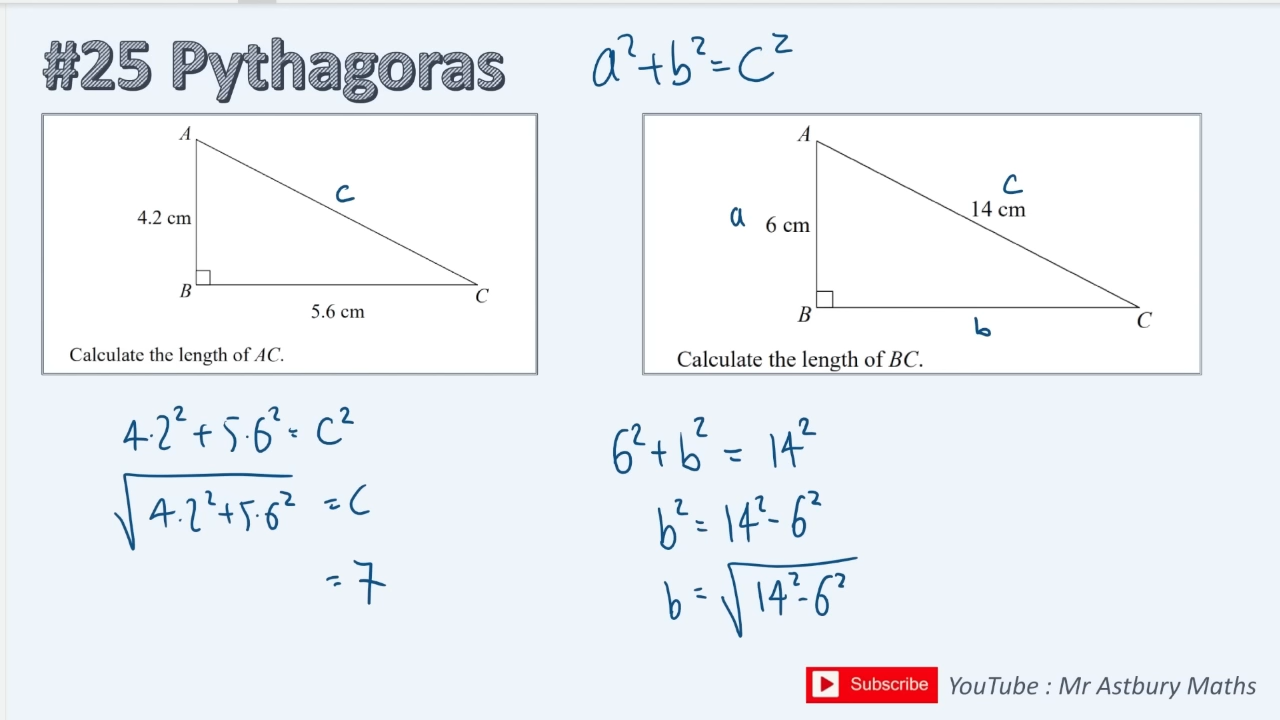 #25 Pythagoras
a²+b²=c²
A
c
4.2 cm
B
C
5.6 cm
Calculate the length of AC.
A
c
14 cm
a
6 cm
B
C
b
Calculate the length of BC.
4.2² + 5.6² = c²
√4.2²+5.6² = c
= 7
6² + b² = 14²
b² = 14² - 6²
b = √14² - 6²
Subscribe
YouTube : Mr Astbury Maths